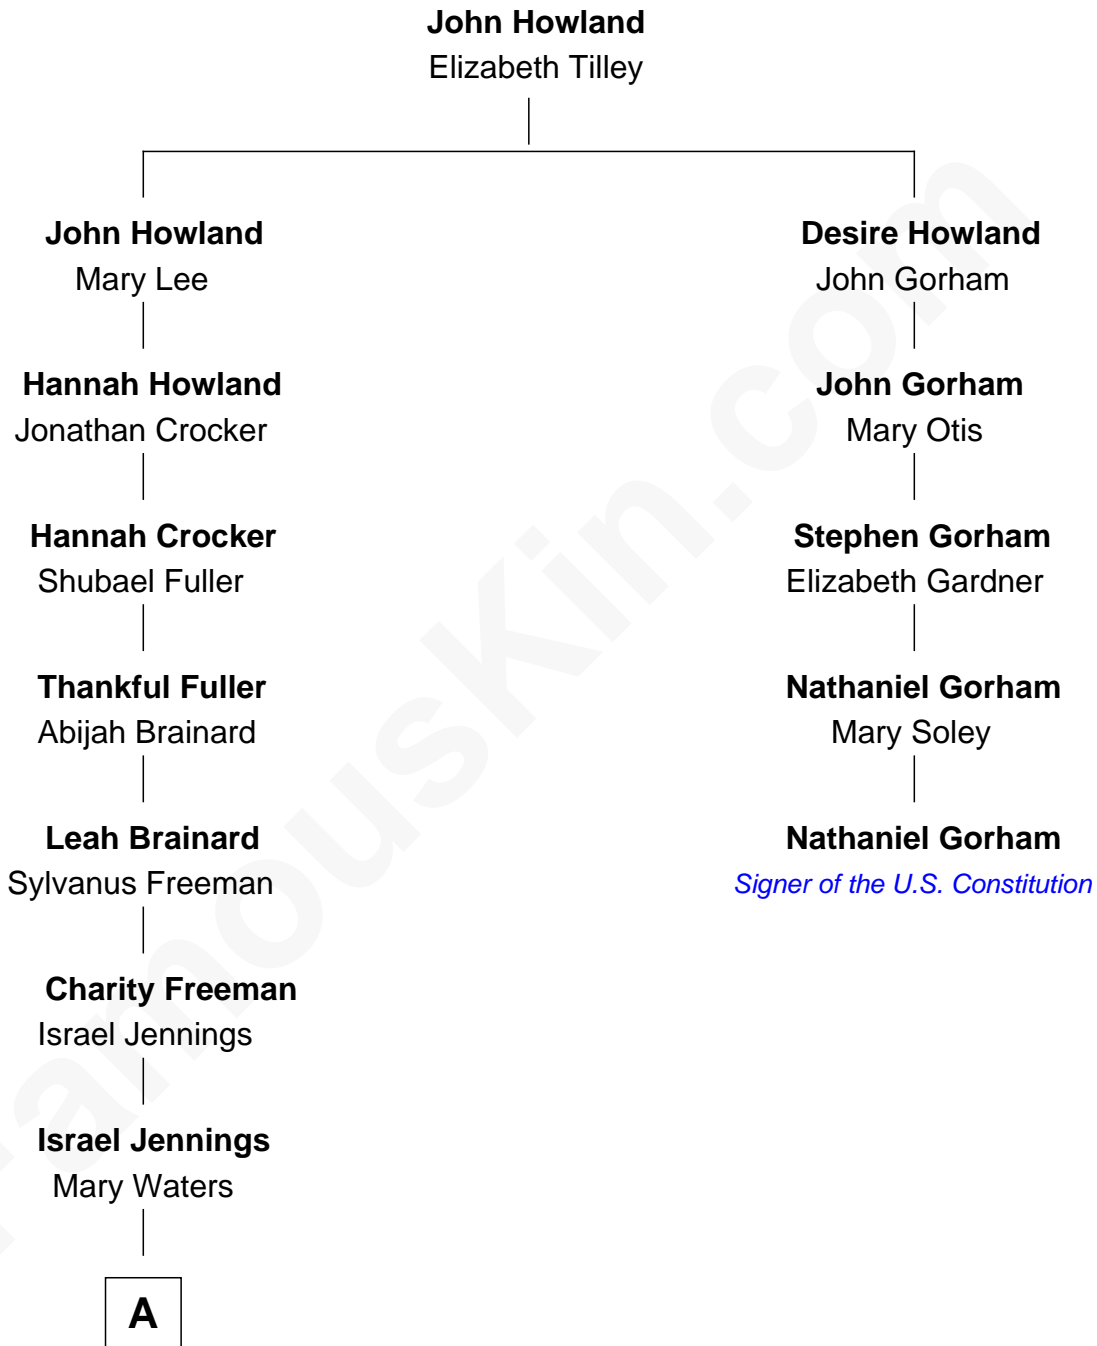 John Howland
Elizabeth Tilley
John Howland
Mary Lee
Hannah Howland
Jonathan Crocker
Hannah Crocker
Shubael Fuller
Thankful Fuller
Abijah Brainard
Leah Brainard
Sylvanus Freeman
Charity Freeman
Israel Jennings
Israel Jennings
Mary Waters
A
Desire Howland
John Gorham
John Gorham
Mary Otis
Stephen Gorham
Elizabeth Gardner
Nathaniel Gorham
Mary Soley
Nathaniel Gorham
Signer of the U.S. Constitution
FamousKin.com